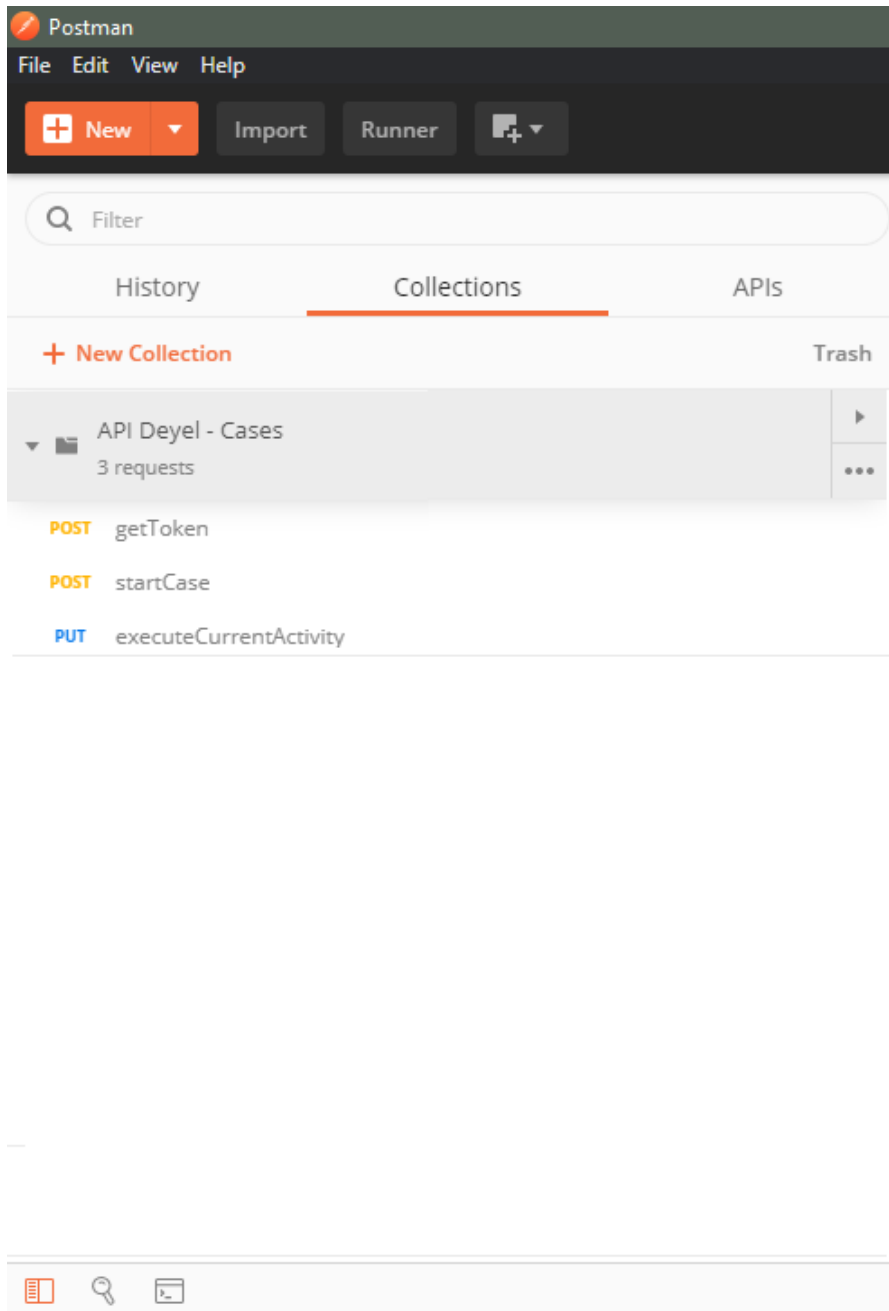 Postman
File Edit View Help
New Import Runner
Filter
History Collections APIs
+ New Collection Trash
API Deyel - Cases
3 requests
POST getToken
POST startCase
PUT executeCurrentActivity